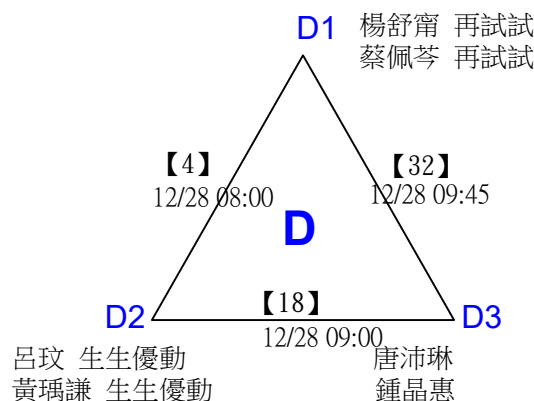 D1
楊舒甯 再試試
蔡佩芩 再試試
【4】
12/28 08:00
【32】
12/28 09:45
D
【18】
12/28 09:00
D2
D3
呂玟 生生優動
黃瑀謙 生生優動
唐沛琳
鍾晶惠